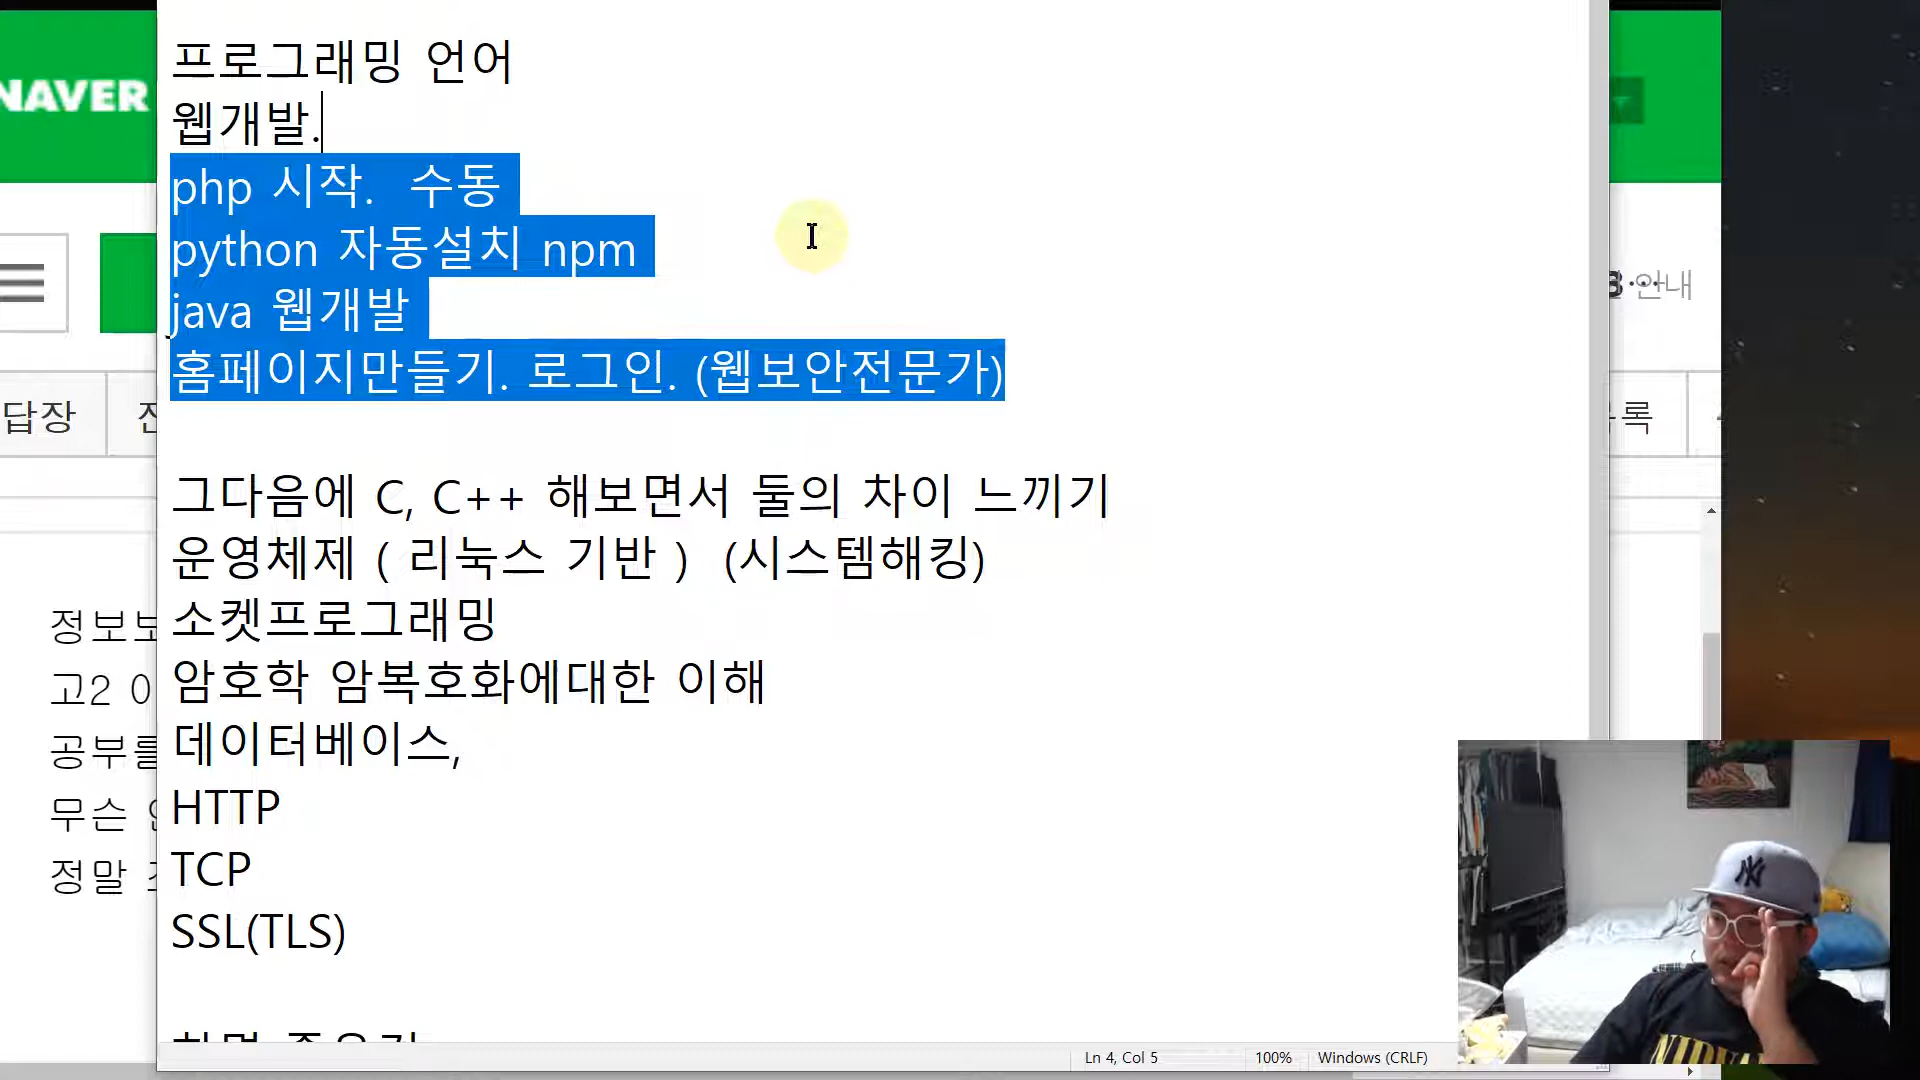 프로그래밍 언어
웹개발.
php 시작.  수동
python 자동설치 npm
java 웹개발
홈페이지만들기. 로그인. (웹보안전문가)
그다음에 C, C++ 해보면서 둘의 차이 느끼기
운영체제 ( 리눅스 기반 )  (시스템해킹)
소켓프로그래밍
암호학 암복호화에대한 이해
데이터베이스,
HTTP
TCP
SSL(TLS)
Ln 4, Col 5
100%
Windows (CRLF)
NAVER
안내
답장
고2
공부를
무슨
정말